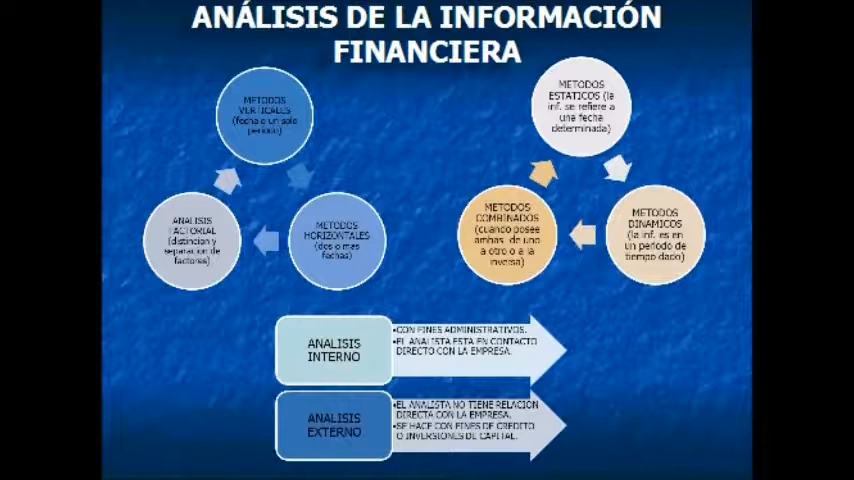 ANÁLISIS DE LA INFORMACIÓN
FINANCIERA
METODOS
VERTICALES
(fecha o un solo
periodo)
METODOS
HORIZONTALES
(dos o mas
fechas)
ANALISIS
FACTORIAL
(distincion y
separacion de
factores)
METODOS
ESTATICOS (la
inf. se refiere a
una fecha
determinada)
METODOS
DINAMICOS
(la inf. es en
un periodo de
tiempo dado)
METODOS
COMBINADOS
(cuando posee
ambas de uno
a otro o a la
inversa)
ANALISIS
INTERNO
•CON FINES ADMINISTRATIVOS.
•EL ANALISTA ESTA EN CONTACTO
DIRECTO CON LA EMPRESA.
ANALISIS
EXTERNO
•EL ANALISTA NO TIENE RELACION
DIRECTA CON LA EMPRESA.
•SE HACE CON FINES DE CREDITO
O INVERSIONES DE CAPITAL.